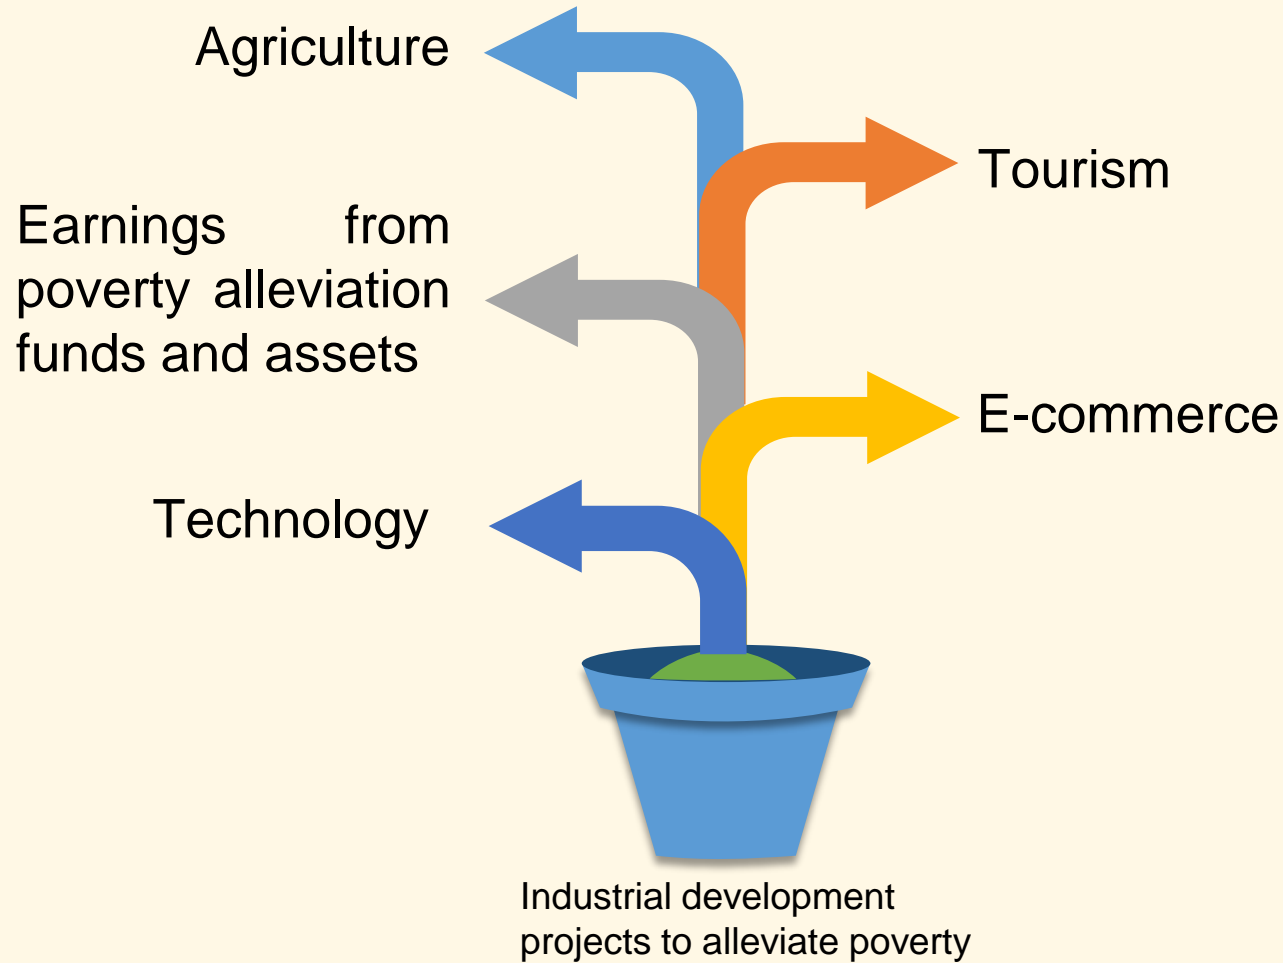 Agriculture
Tourism
Earnings from
poverty alleviation
funds and assets
E-commerce
Technology
Industrial development
projects to alleviate poverty